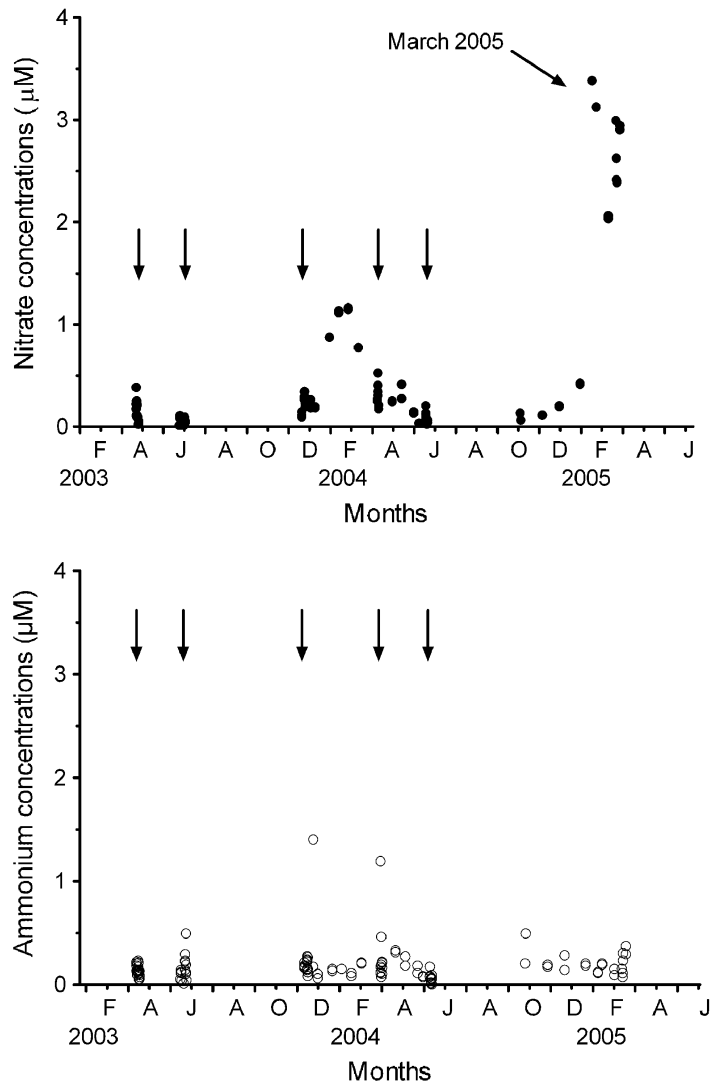 Nitrate concentrations (μM)
4
3
2
1
0
March 2005
F A J A O D F A J A O D F A J
2003 2004 2005
Months
Ammonium concentrations (μM)
4
3
2
1
0
F A J A O D F A J A O D F A J
2003 2004 2005
Months